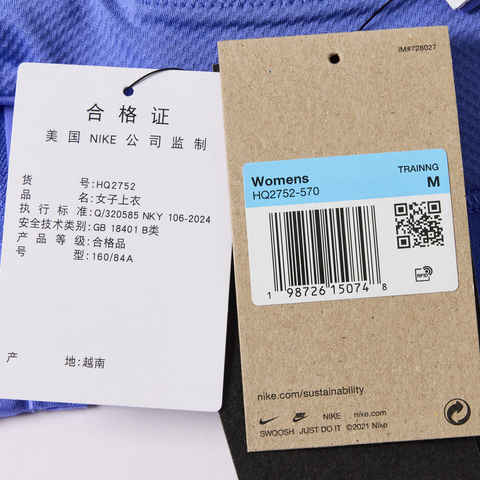 合格证
美国 NIKE 公司监制
货 号:HQ2752
品 名:女子上衣
执行标准:Q/320585 NKY 106-2024
安全技术类别:GB 18401 B类
产品等级:合格品
号 型:160/84A
产 地:越南
IM#728027
Womens
HQ2752-570
TRAINNG
M
1 98726 15074 8
RFID
nike.com/sustainability
NIKE nike.com
SWOOSH JUST DO IT ©2021 Nike